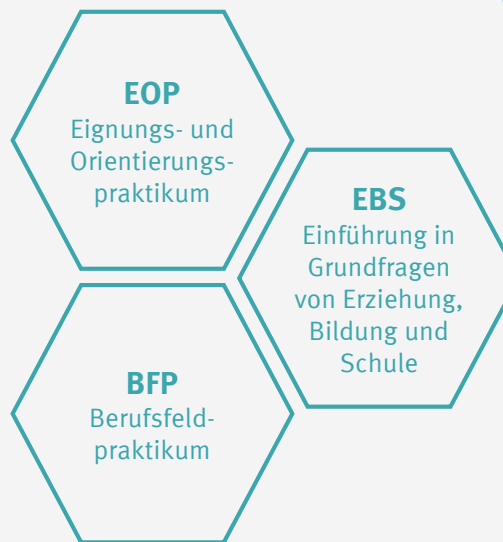 EOP
Eignungs- und
Orientierungs-
praktikum
EBS
Einführung in
Grundfragen
von Erziehung,
Bildung und
Schule
BFP
Berufsfeld-
praktikum